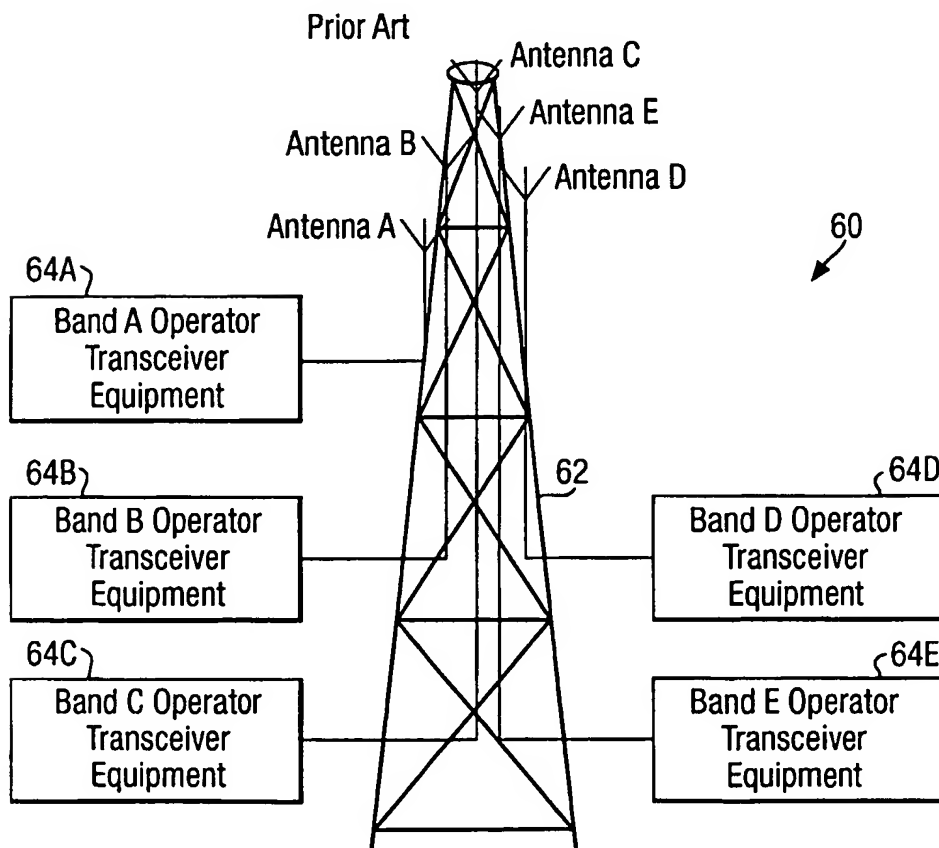 Prior Art
Antenna C
Antenna E
Antenna B
Antenna D
Antenna A
60
64A
Band A Operator
Transceiver
Equipment
62
64B
Band B Operator
Transceiver
Equipment
64D
Band D Operator
Transceiver
Equipment
64C
Band C Operator
Transceiver
Equipment
64E
Band E Operator
Transceiver
Equipment